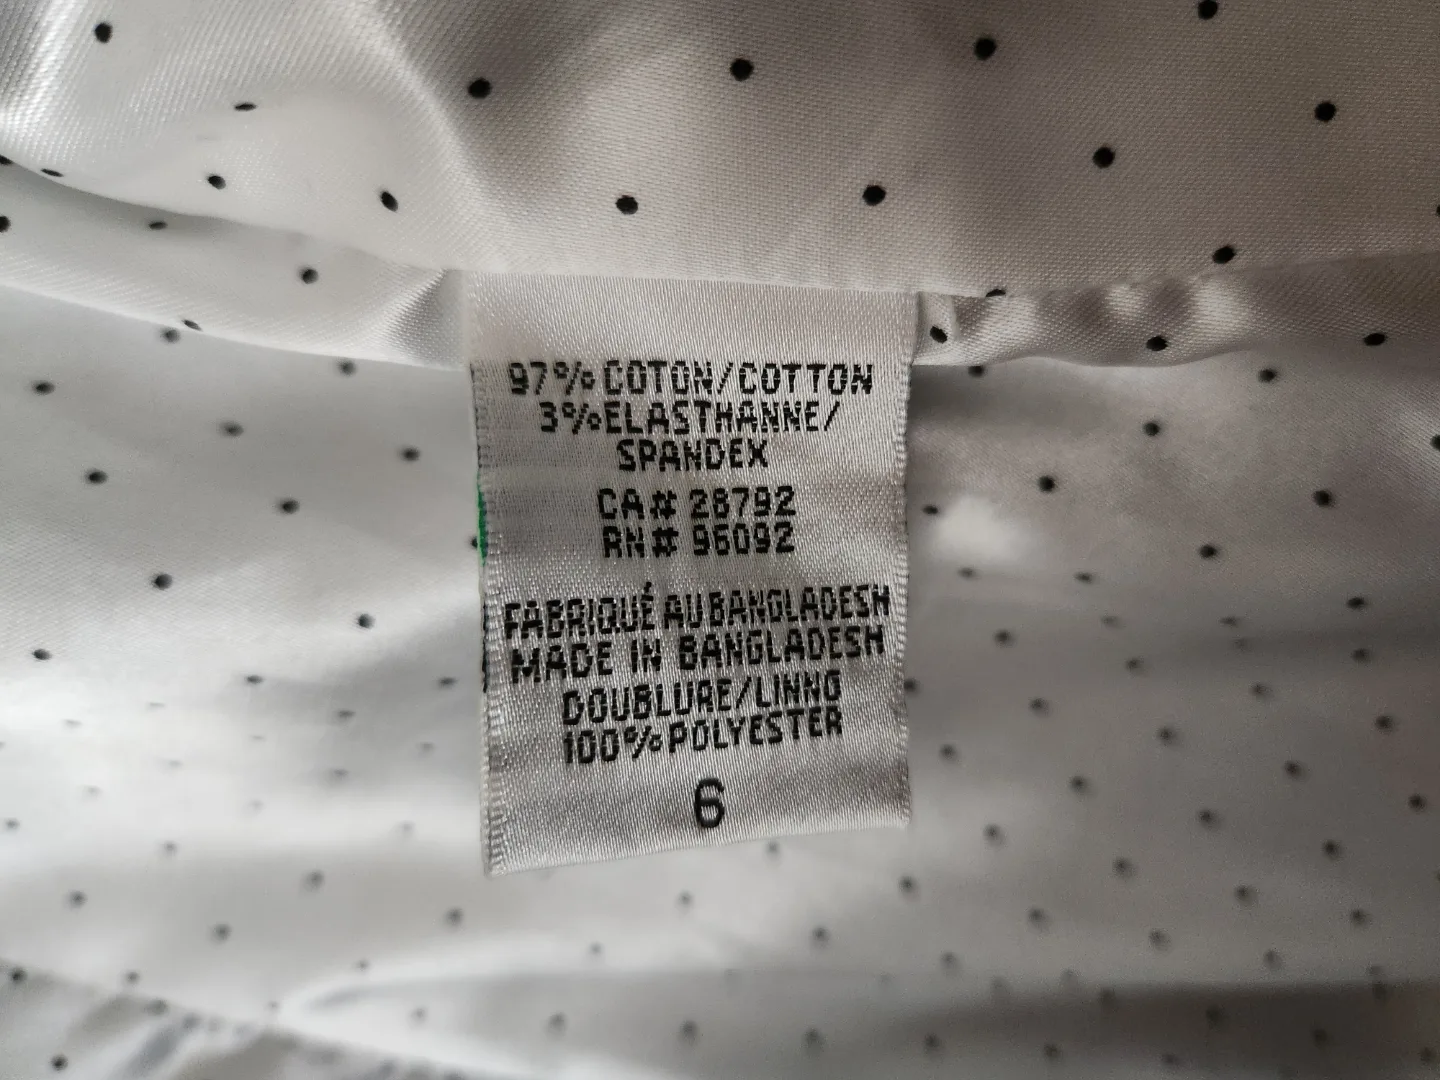 97% COTON/COTTON
3% ELASTHANNE/
SPANDEX
CA# 28792
RN# 96092
FABRIQUÉ AU BANGLADESH
MADE IN BANGLADESH
DOUBLURE/LINNG
100% POLYESTER
6